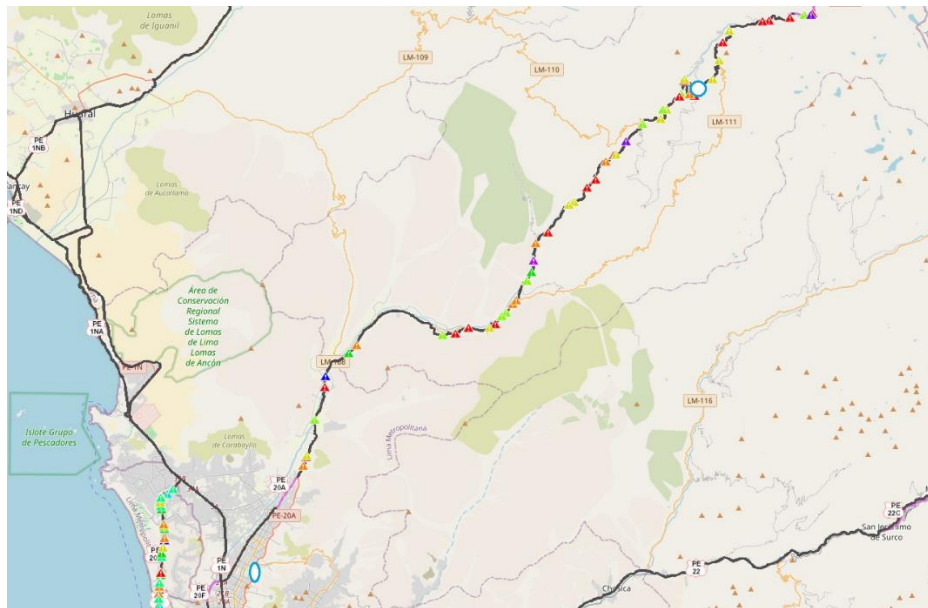 Lomas
de Iguanil
LM-109
LM-110
Huaral
LM-111
PE
1NB
Lomas
de Aucallama
PE
1ND
Área de
Conservación
Regional
Sistema
de Lomas
de Lima
Lomas
de Ancón
PE
1NA
PE-1N
LM-116
Islote Grupo
de Pescadores
Lomas
de Carabayllo
Lima Metropolitana
PE
20A
PE-20A
PE
22C
San Jerónimo
de Surco
PE
1N
PE
20F
PE
22
Chosica